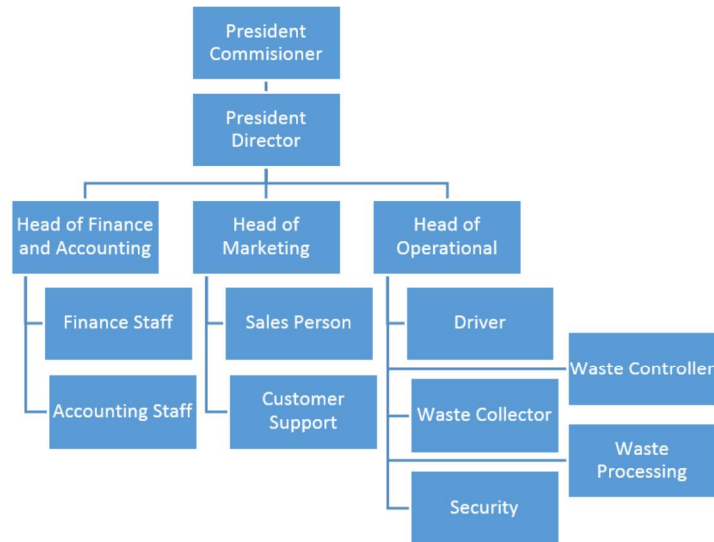 President
Commisioner
President
Director
Head of Finance
and Accounting
Head of
Marketing
Head of
Operational
Finance Staff
Sales Person
Driver
Waste Controller
Accounting Staff
Customer
Support
Waste Collector
Waste
Processing
Security